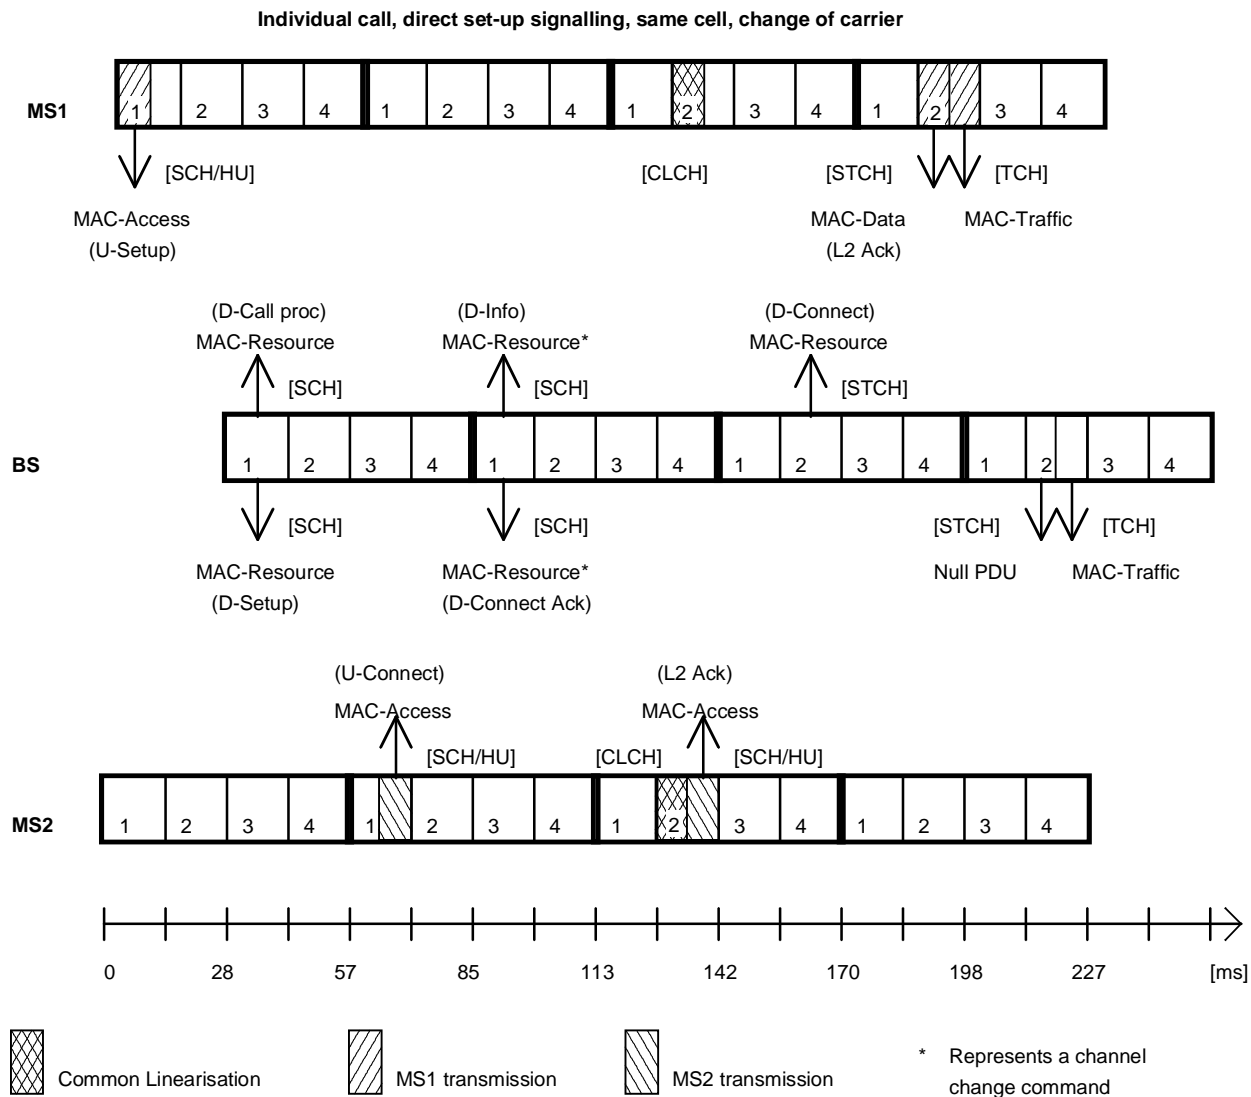 Individual call, direct set-up signalling, same cell, change of carrier
MS1
1 2 3 4 1 2 3 4 1 2 3 4 1 2 3 4
[SCH/HU] [CLCH] [STCH] [TCH]
MAC-Access MAC-Data MAC-Traffic
(U-Setup) (L2 Ack)
(D-Call proc) (D-Info) (D-Connect)
MAC-Resource MAC-Resource* MAC-Resource
[SCH] [SCH] [STCH]
BS
1 2 3 4 1 2 3 4 1 2 3 4 1 2 3 4
[SCH] [SCH] [STCH] [TCH]
MAC-Resource MAC-Resource* Null PDU MAC-Traffic
(D-Setup) (D-Connect Ack)
(U-Connect) (L2 Ack)
MAC-Access MAC-Access
[SCH/HU] [CLCH] [SCH/HU]
MS2
1 2 3 4 1 2 3 4 1 2 3 4 1 2 3 4
0 28 57 85 113 142 170 198 227 [ms]
Common Linearisation MS1 transmission MS2 transmission
* Represents a channel
change command